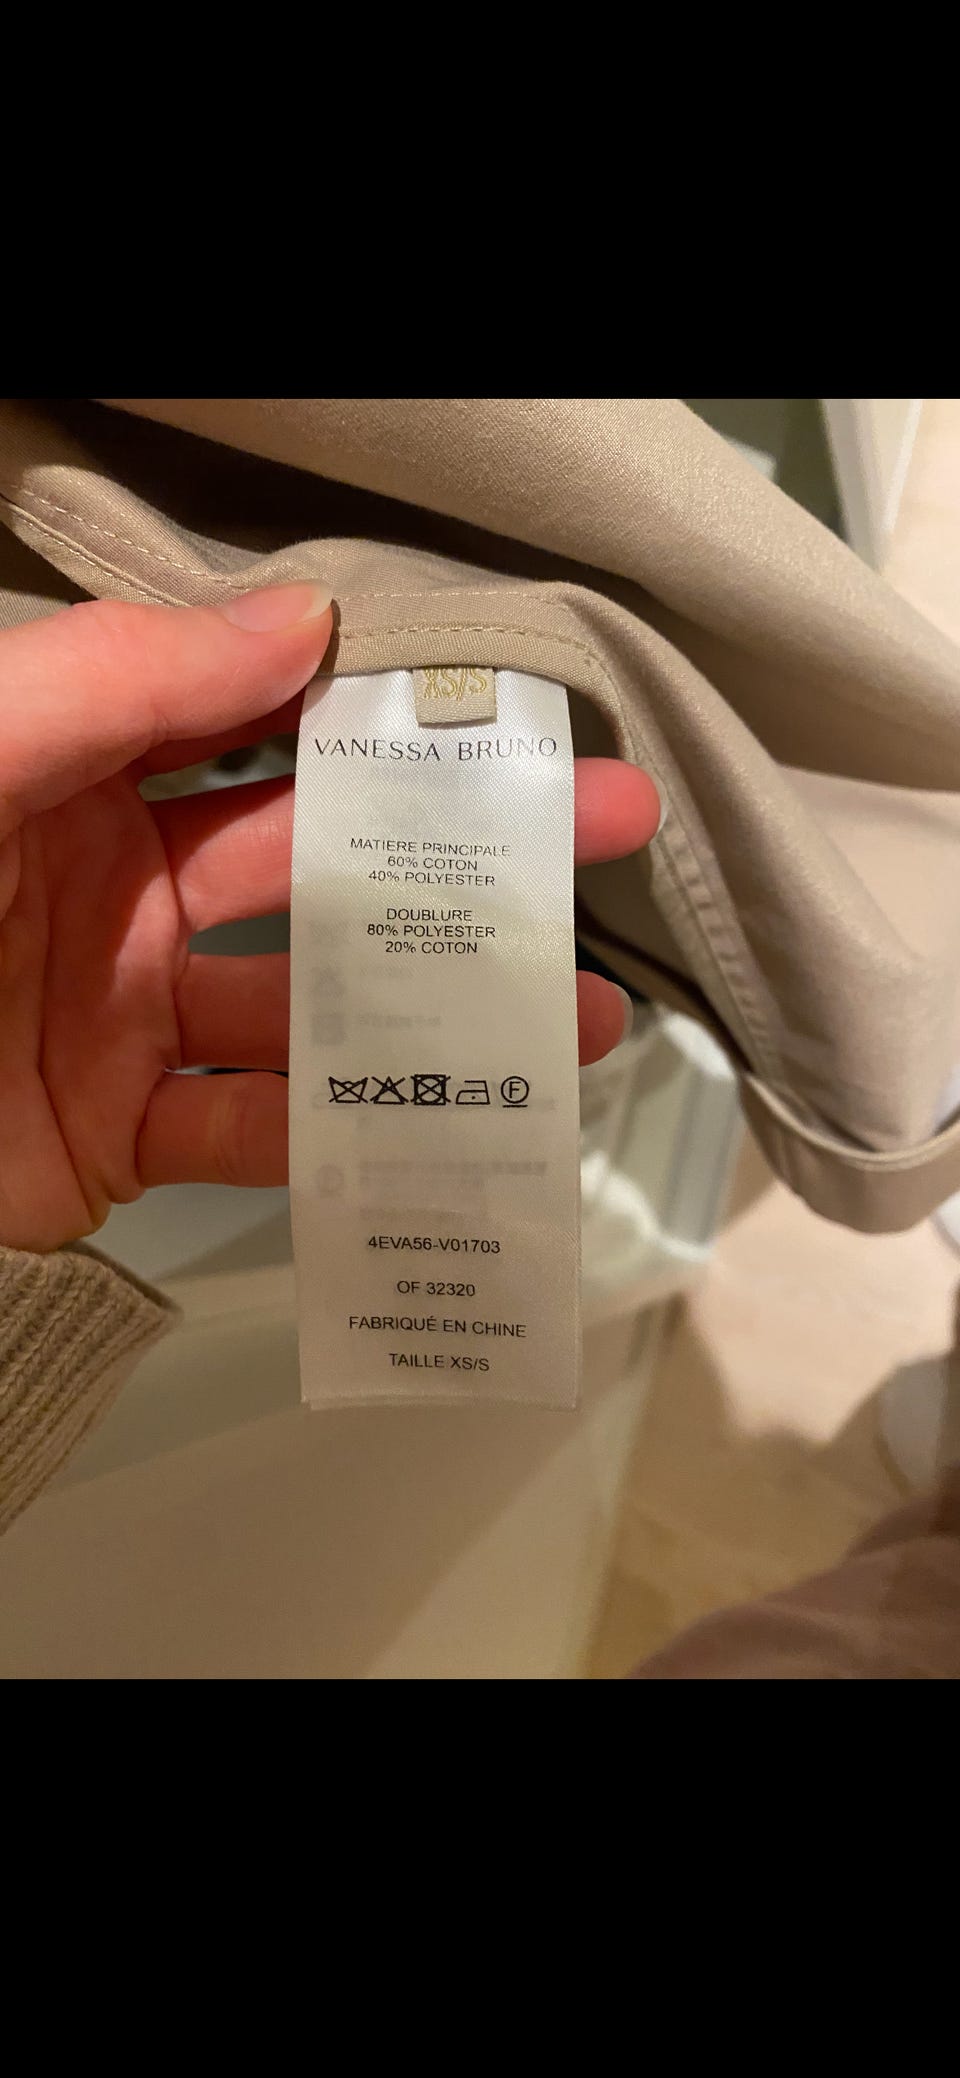 XS/S
VANESSA BRUNO
MATIERE PRINCIPALE
60% COTON
40% POLYESTER
DOUBLURE
80% POLYESTER
20% COTON
F
4EVA56-V01703
OF 32320
FABRIQUÉ EN CHINE
TAILLE XS/S